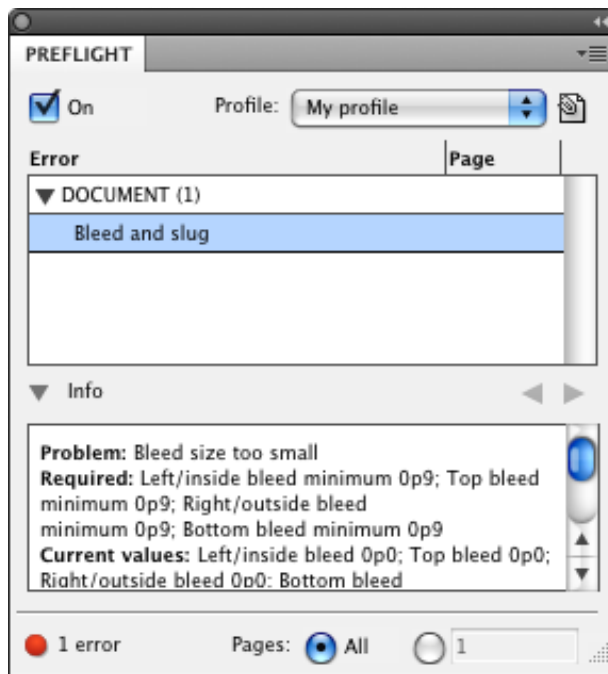 PREFLIGHT
On Profile: My profile
Error Page
DOCUMENT (1)
Bleed and slug
Info
Problem: Bleed size too small
Required: Left/inside bleed minimum 0p9; Top bleed
minimum 0p9; Right/outside bleed
minimum 0p9; Bottom bleed minimum 0p9
Current values: Left/inside bleed 0p0; Top bleed 0p0;
Right/outside bleed 0p0; Bottom bleed
1 error Pages: All 1